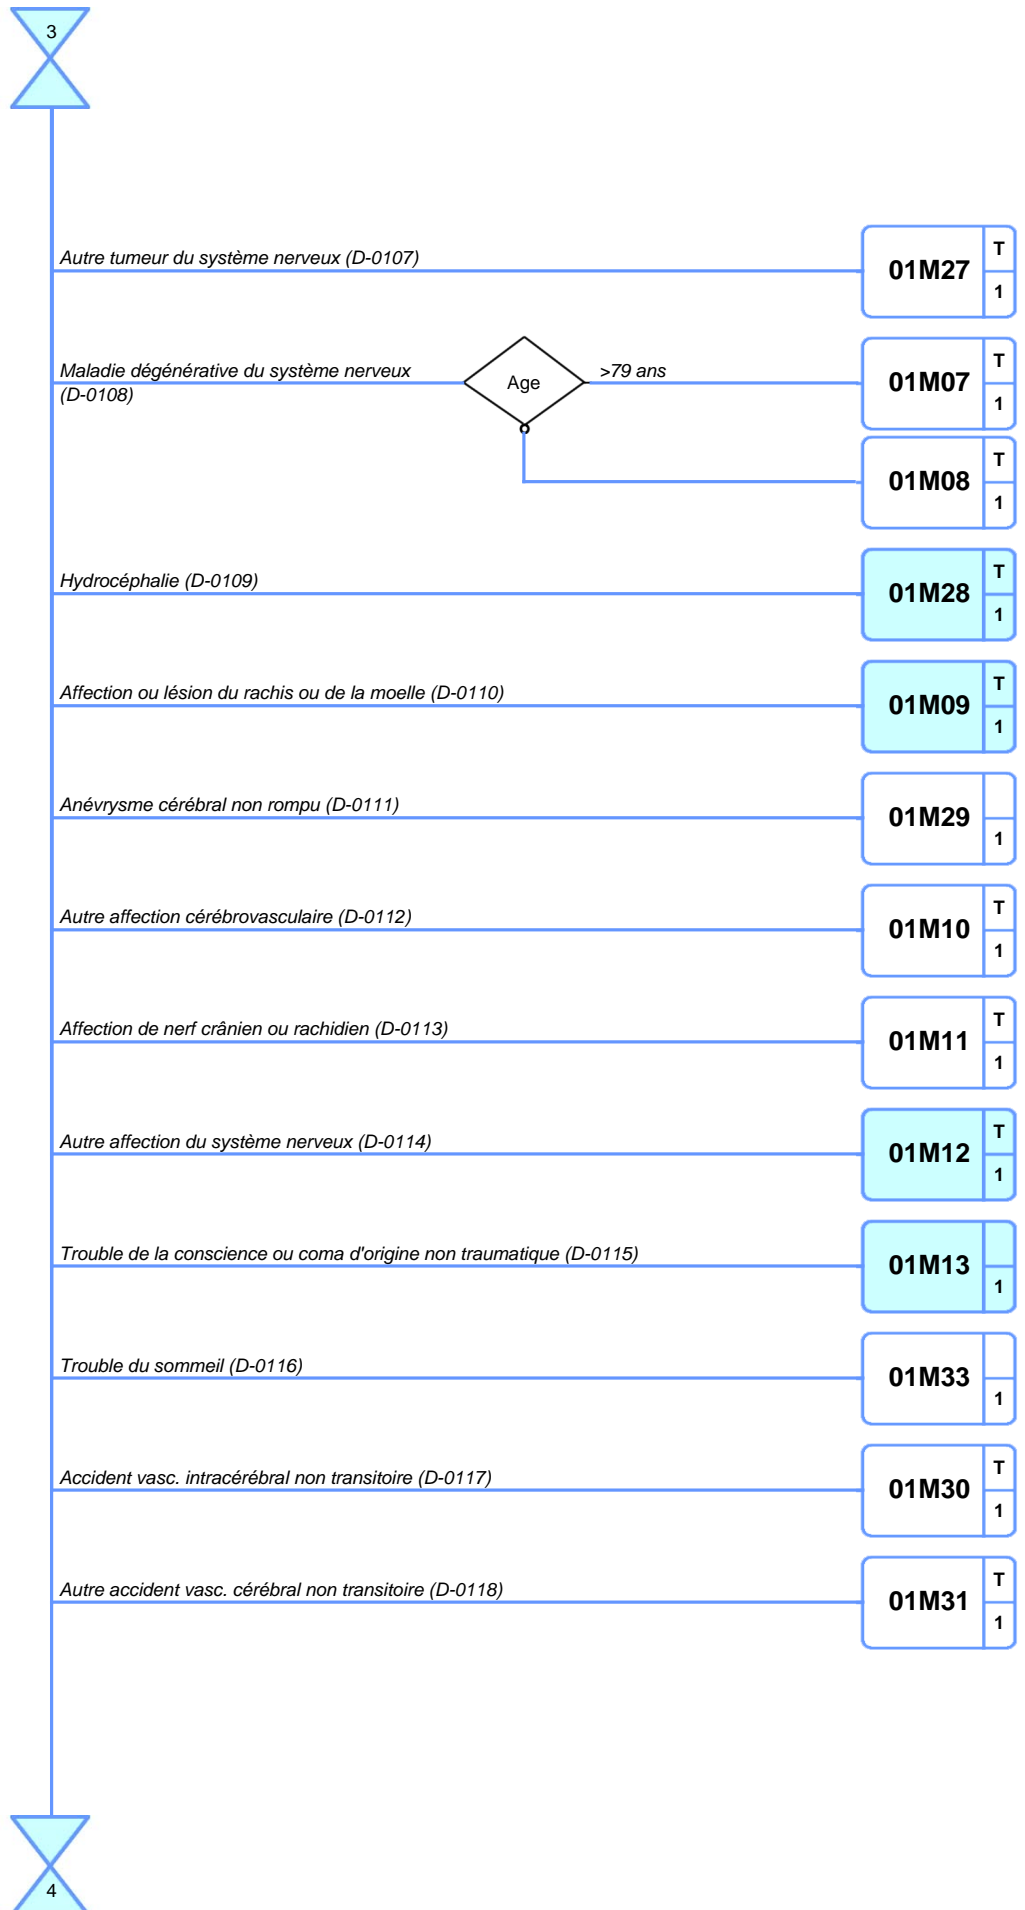 3
Autre tumeur du système nerveux (D-0107)
01M27
T
1
Maladie dégénérative du système nerveux
(D-0108)
Age
>79 ans
01M07
T
1
01M08
T
1
Hydrocéphalie (D-0109)
01M28
T
1
Affection ou lésion du rachis ou de la moelle (D-0110)
01M09
T
1
Anévrysme cérébral non rompu (D-0111)
01M29
1
Autre affection cérébrovasculaire (D-0112)
01M10
T
1
Affection de nerf crânien ou rachidien (D-0113)
01M11
T
1
Autre affection du système nerveux (D-0114)
01M12
T
1
Trouble de la conscience ou coma d'origine non traumatique (D-0115)
01M13
1
Trouble du sommeil (D-0116)
01M33
1
Accident vasc. intracérébral non transitoire (D-0117)
01M30
T
1
Autre accident vasc. cérébral non transitoire (D-0118)
01M31
T
1
4